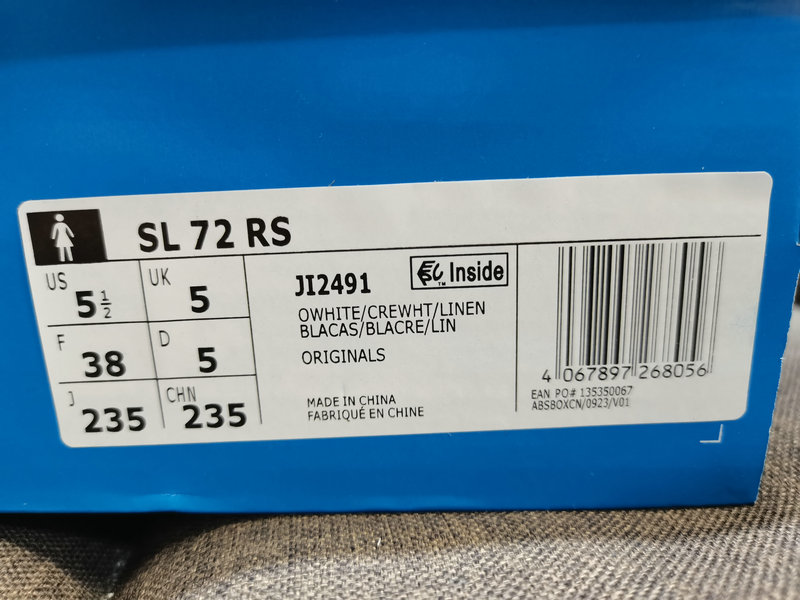 SL 72 RS
US 5 1/2
UK 5
F 38
D 5
J 235
CHN 235
JI2491
ESC Inside
™
OWHITE/CREWHT/LINEN
BLACAS/BLACRE/LIN
ORIGINALS
MADE IN CHINA
FABRIQUÉ EN CHINE
4 067897 268056
EAN PO# 135350067
ABSBOXCN/0923/V01